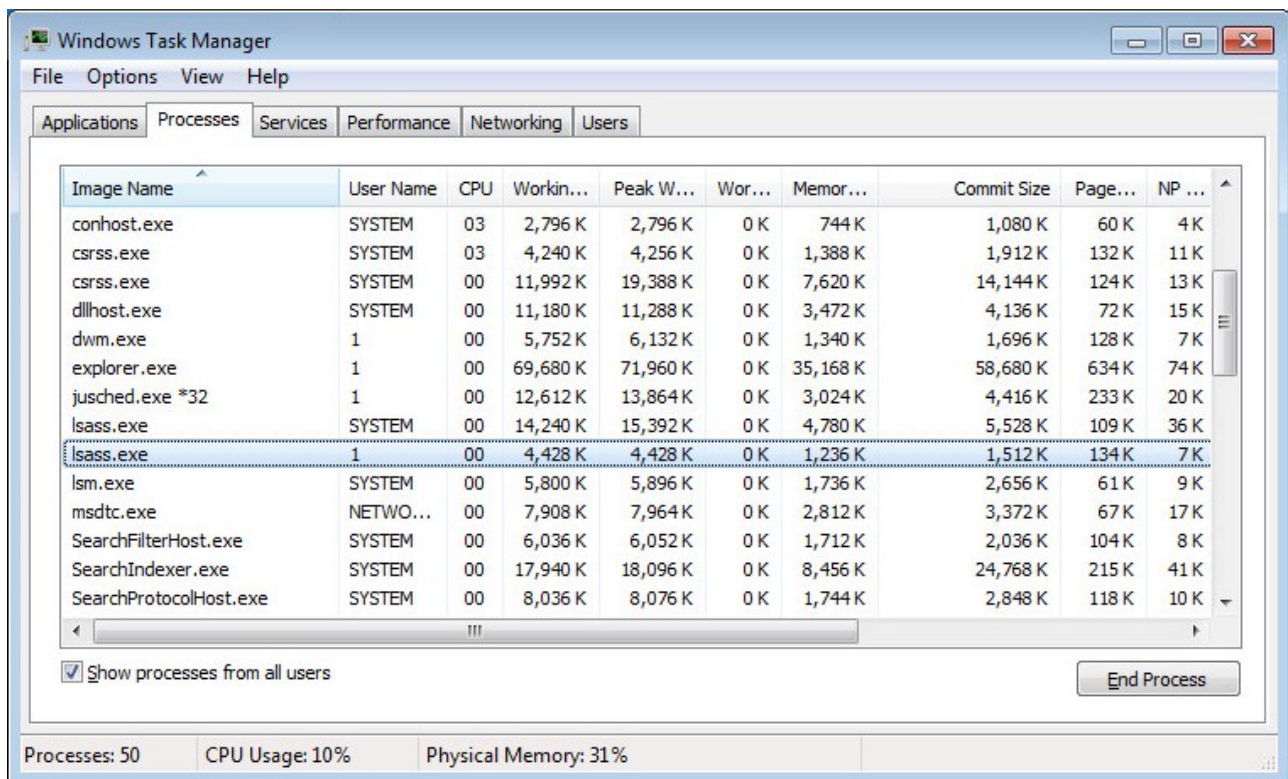 Windows Task Manager
File Options View Help
Applications Processes Services Performance Networking Users
Image Name User Name CPU Workin... Peak W... Wor... Memor... Commit Size Page... NP ...
conhost.exe SYSTEM 03 2,796 K 2,796 K 0 K 744 K 1,080 K 60 K 4 K
csrss.exe SYSTEM 03 4,240 K 4,256 K 0 K 1,388 K 1,912 K 132 K 11 K
csrss.exe SYSTEM 00 11,992 K 19,388 K 0 K 7,620 K 14,144 K 124 K 13 K
dllhost.exe SYSTEM 00 11,180 K 11,288 K 0 K 3,472 K 4,136 K 72 K 15 K
dwm.exe 1 00 5,752 K 6,132 K 0 K 1,340 K 1,696 K 128 K 7 K
explorer.exe 1 00 69,680 K 71,960 K 0 K 35,168 K 58,680 K 634 K 74 K
jusched.exe *32 1 00 12,612 K 13,864 K 0 K 3,024 K 4,416 K 233 K 20 K
lsass.exe SYSTEM 00 14,240 K 15,392 K 0 K 4,780 K 5,528 K 109 K 36 K
lsass.exe 1 00 4,428 K 4,428 K 0 K 1,236 K 1,512 K 134 K 7 K
lsm.exe SYSTEM 00 5,800 K 5,896 K 0 K 1,736 K 2,656 K 61 K 9 K
msdtc.exe NETWO... 00 7,908 K 7,964 K 0 K 2,812 K 3,372 K 67 K 17 K
SearchFilterHost.exe SYSTEM 00 6,036 K 6,052 K 0 K 1,712 K 2,036 K 104 K 8 K
SearchIndexer.exe SYSTEM 00 17,940 K 18,096 K 0 K 8,456 K 24,768 K 215 K 41 K
SearchProtocolHost.exe SYSTEM 00 8,036 K 8,076 K 0 K 1,744 K 2,848 K 118 K 10 K
Show processes from all users
End Process
Processes: 50 CPU Usage: 10% Physical Memory: 31%